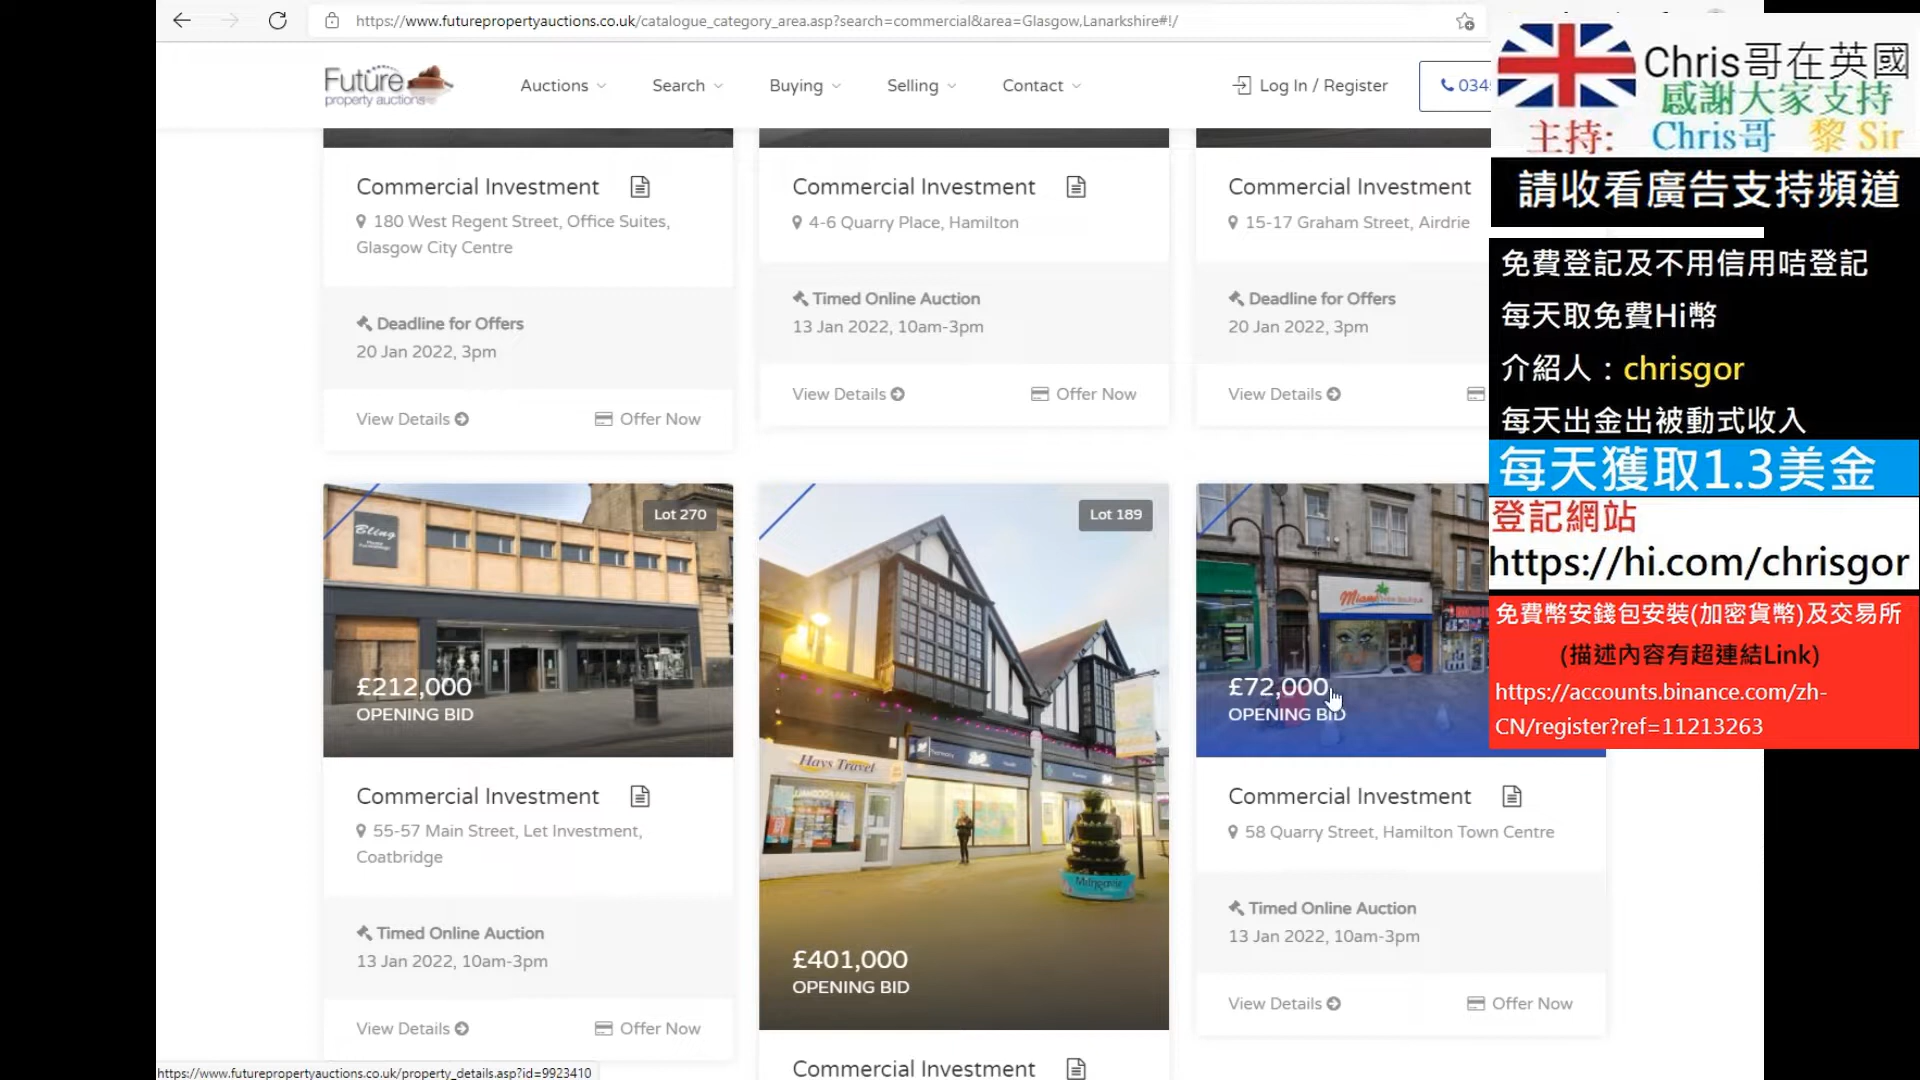 https://www.futurepropertyauctions.co.uk/catalogue_category_area.asp?search=commercial&area=Glasgow,Lanarkshire#!/
Future
property auctions
Auctions
Search
Buying
Selling
Contact
Log In / Register
034
Commercial Investment
180 West Regent Street, Office Suites,
Glasgow City Centre
Deadline for Offers
20 Jan 2022, 3pm
View Details
Offer Now
Commercial Investment
4-6 Quarry Place, Hamilton
Timed Online Auction
13 Jan 2022, 10am-3pm
View Details
Offer Now
Commercial Investment
15-17 Graham Street, Airdrie
Deadline for Offers
20 Jan 2022, 3pm
View Details
Lot 270
Bling
£212,000
OPENING BID
Commercial Investment
55-57 Main Street, Let Investment,
Coatbridge
Timed Online Auction
13 Jan 2022, 10am-3pm
View Details
Offer Now
Lot 189
Hays Travel
Milngavie
£401,000
OPENING BID
Commercial Investment
Miami
£72,000
OPENING BID
Commercial Investment
58 Quarry Street, Hamilton Town Centre
Timed Online Auction
13 Jan 2022, 10am-3pm
View Details
Offer Now
https://www.futurepropertyauctions.co.uk/property_details.asp?id=9923410
Chris哥在英國
感謝大家支持
主持: Chris哥 黎 Sir
請收看廣告支持頻道
免費登記及不用信用咭登記
每天取免費Hi幣
介紹人：chrisgor
每天出金出被動式收入
每天獲取1.3美金
登記網站
https://hi.com/chrisgor
免費幣安錢包安裝(加密貨幣)及交易所
(描述內容有超連結Link)
https://accounts.binance.com/zh-
CN/register?ref=11213263